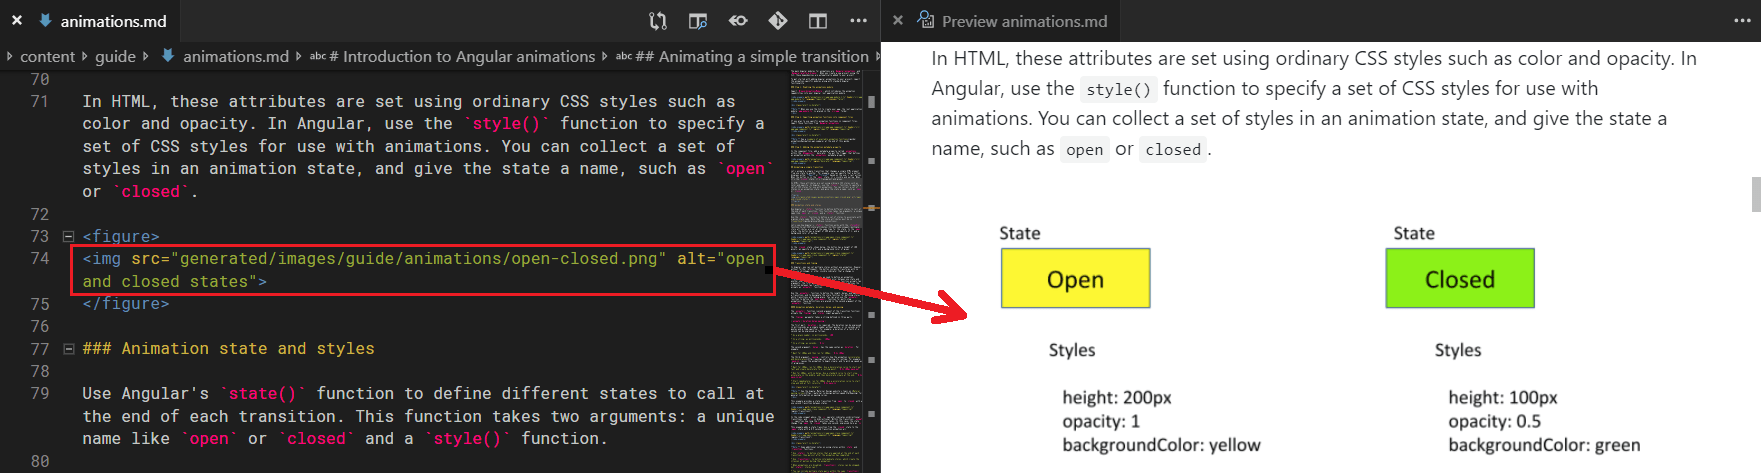 animations.md
content guide animations.md abc # Introduction to Angular animations abc ## Animating a simple transition
70
71 In HTML, these attributes are set using ordinary CSS styles such as
color and opacity. In Angular, use the `style()` function to specify a
set of CSS styles for use with animations. You can collect a set of
styles in an animation state, and give the state a name, such as `open`
or `closed`.
72
73 <figure>
74 <img src="generated/images/guide/animations/open-closed.png" alt="open
and closed states">
75 </figure>
76
77 ### Animation state and styles
78
79 Use Angular's `state()` function to define different states to call at
the end of each transition. This function takes two arguments: a unique
name like `open` or `closed` and a `style()` function.
80
Preview animations.md
In HTML, these attributes are set using ordinary CSS styles such as color and opacity. In
Angular, use the style() function to specify a set of CSS styles for use with
animations. You can collect a set of styles in an animation state, and give the state a
name, such as open or closed.
State
Open
Styles
height: 200px
opacity: 1
backgroundColor: yellow
State
Closed
Styles
height: 100px
opacity: 0.5
backgroundColor: green